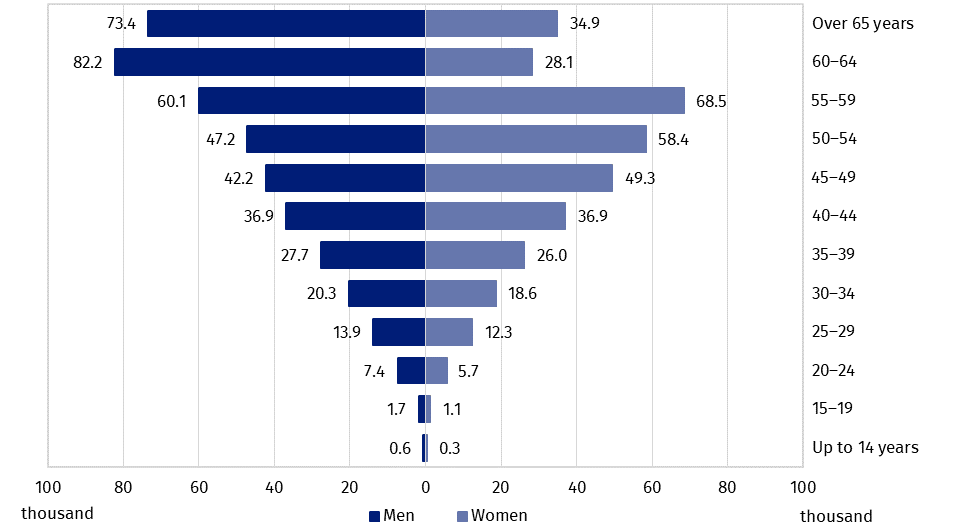 73.4 34.9 Over 65 years
82.2 28.1 60–64
60.1 68.5 55–59
47.2 58.4 50–54
42.2 49.3 45–49
36.9 36.9 40–44
27.7 26.0 35–39
20.3 18.6 30–34
13.9 12.3 25–29
7.4 5.7 20–24
1.7 1.1 15–19
0.6 0.3 Up to 14 years
100 80 60 40 20 0 20 40 60 80 100
thousand thousand
Men Women